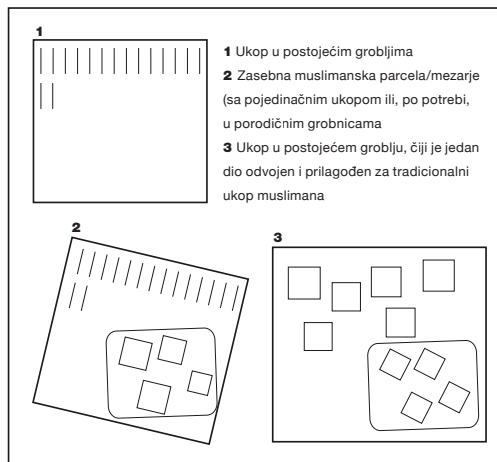 1
1 Ukop u postojećim grobljima
2 Zasebna muslimanska parcela/mezarje
(sa pojedinačnim ukopom ili, po potrebi,
u porodičnim grobnicama
3 Ukop u postojećem groblju, čiji je jedan
dio odvojen i prilagođen za tradicionalni
ukop muslimana
2
3